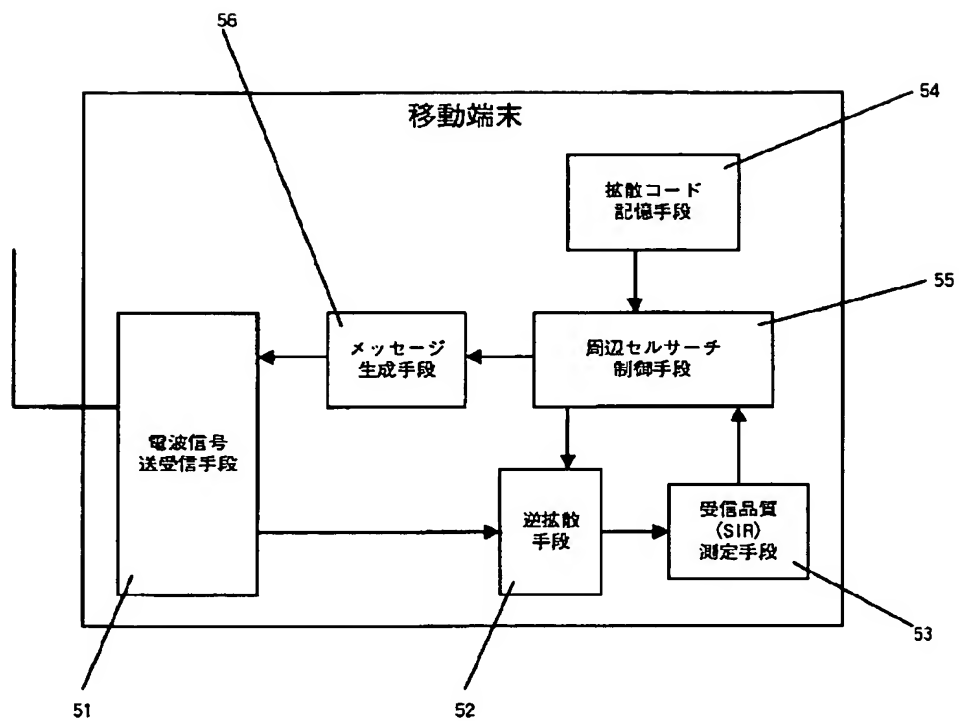 56
54
移動端末
拡散コード
記憶手段
55
メッセージ
生成手段
周辺セルサーチ
制御手段
電波信号
送受信手段
逆拡散
手段
受信品質
(SIR)
測定手段
53
51
52